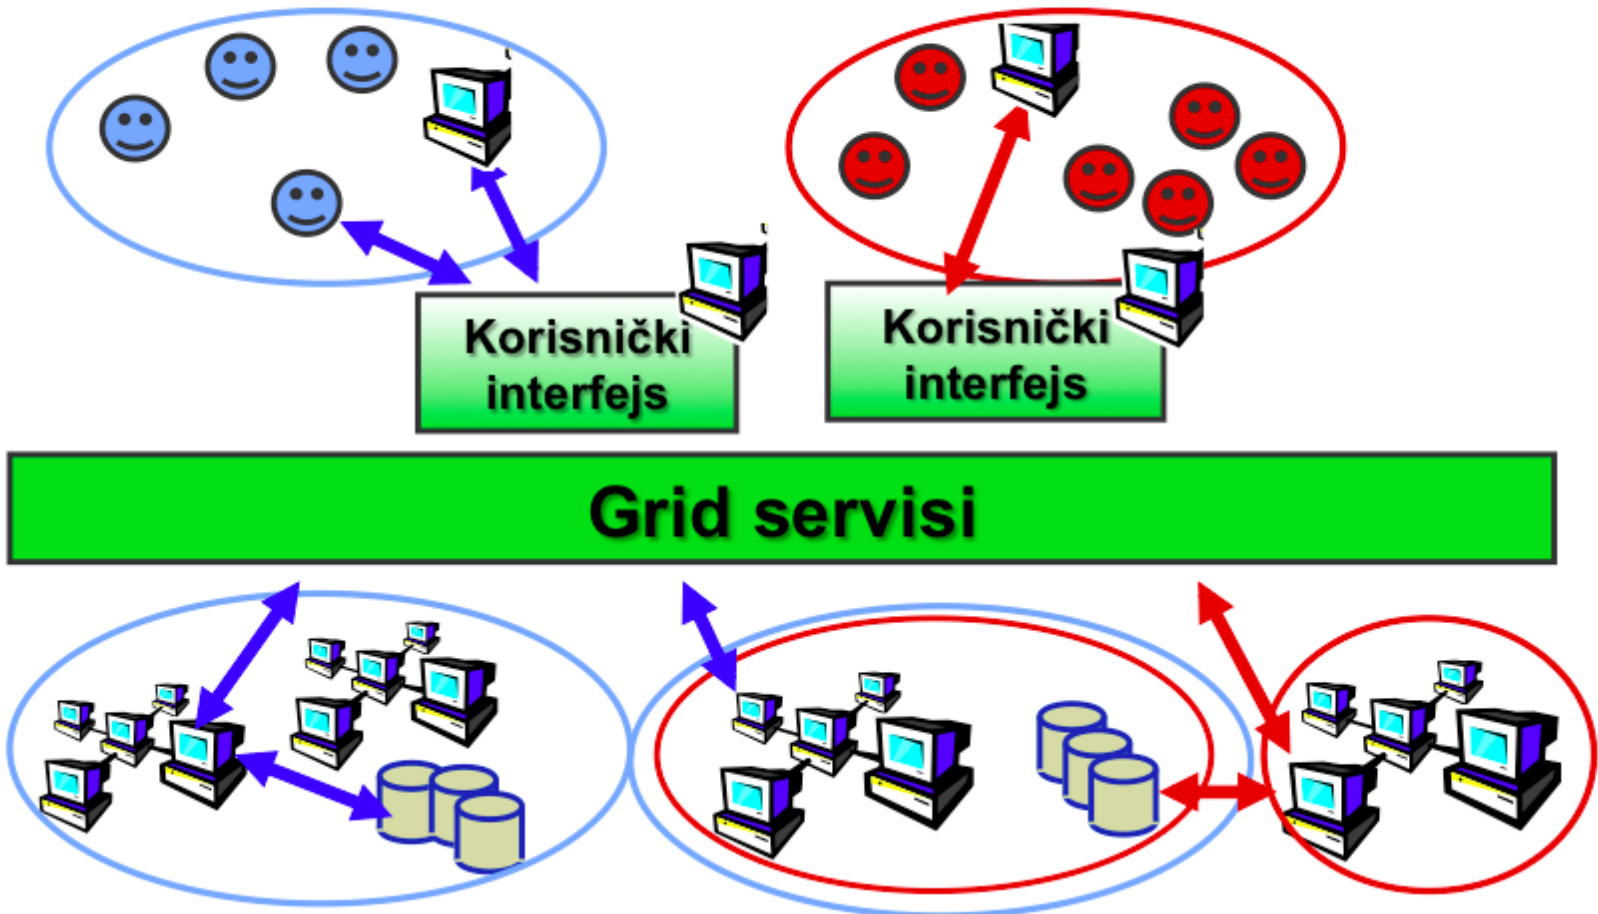 Korisnički
interfejs
Korisnički
interfejs
Grid servisi